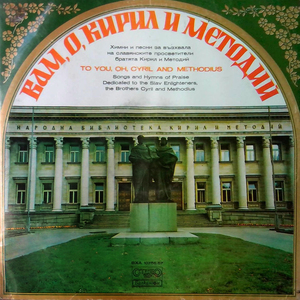 ВАМ, О, КИРИЛ И МЕТОДИЙ
Химни и песни за възхвала
на славянските просветители
братята Кирил и Методий
TO YOU, OH, CYRIL AND METHODIUS
Songs and Hymns of Praise
Dedicated to the Slav Enlighteners,
the Brothers Cyril and Methodius
НАРОДНА БИБЛИОТЕКА КИРИЛ И МЕТОДИЙ